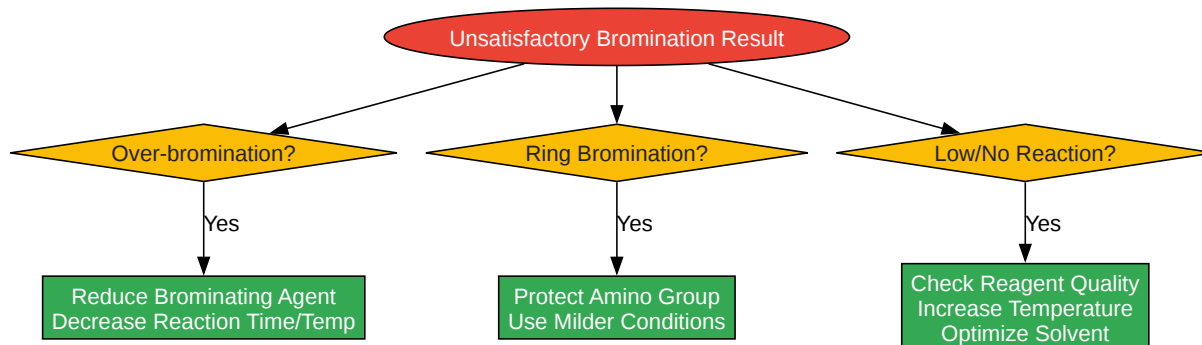 Unsatisfactory Bromination Result
Over-bromination?
Ring Bromination?
Low/No Reaction?
Yes
Yes
Yes
Reduce Brominating Agent
Decrease Reaction Time/Temp
Protect Amino Group
Use Milder Conditions
Check Reagent Quality
Increase Temperature
Optimize Solvent